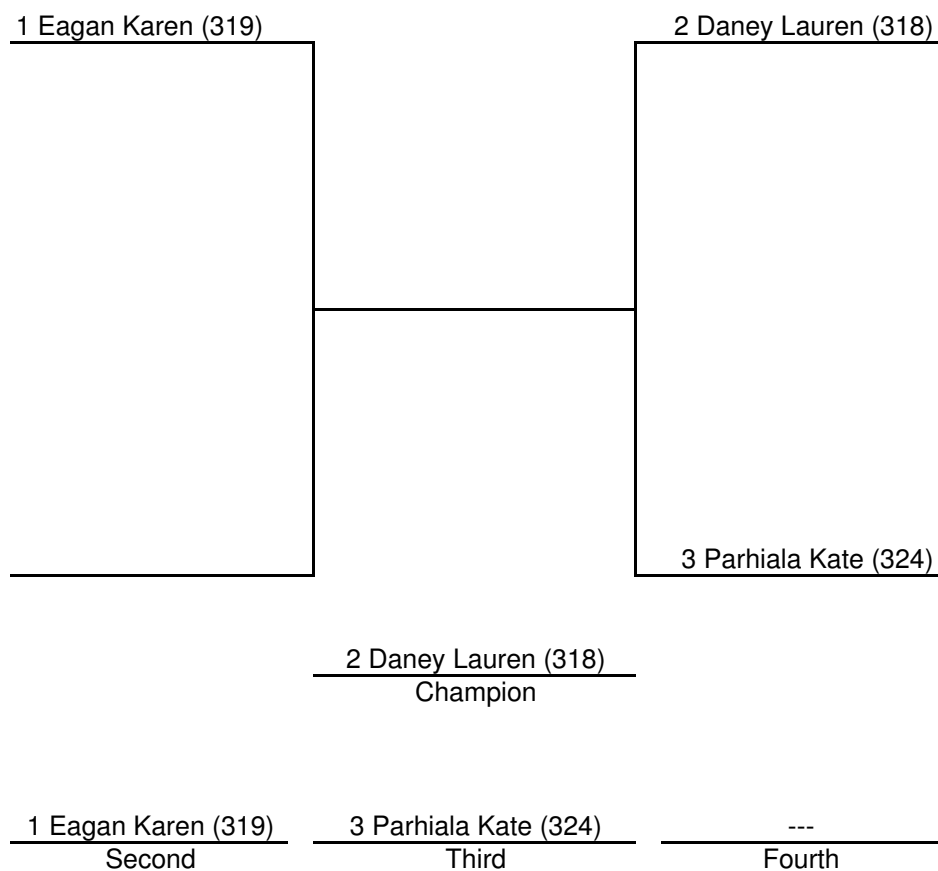 1 Eagan Karen (319)
2 Daney Lauren (318)
3 Parhiala Kate (324)
2 Daney Lauren (318)
Champion
1 Eagan Karen (319)
Second
3 Parhiala Kate (324)
Third
---
Fourth